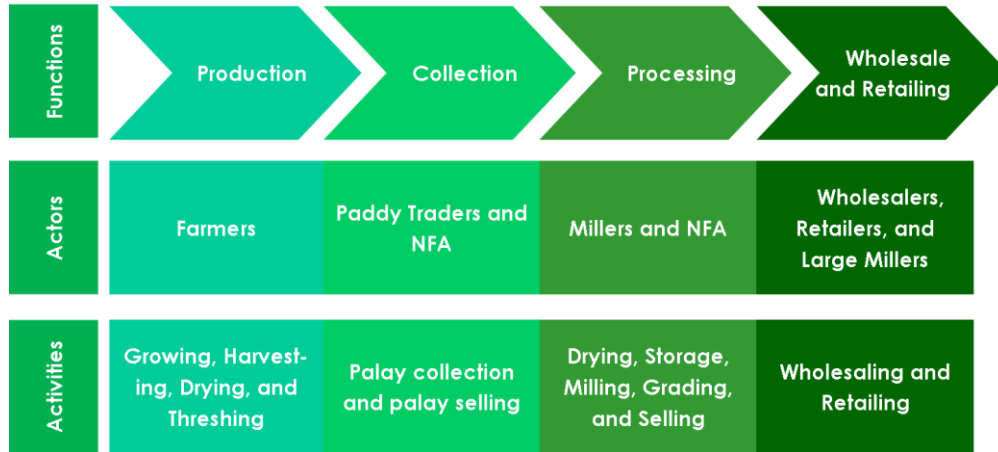 Functions
Production
Collection
Processing
Wholesale
and Retailing
Actors
Farmers
Paddy Traders and
NFA
Millers and NFA
Wholesalers,
Retailers, and
Large Millers
Activities
Growing, Harvest-
ing, Drying, and
Threshing
Palay collection
and palay selling
Drying, Storage,
Milling, Grading,
and Selling
Wholesaling and
Retailing